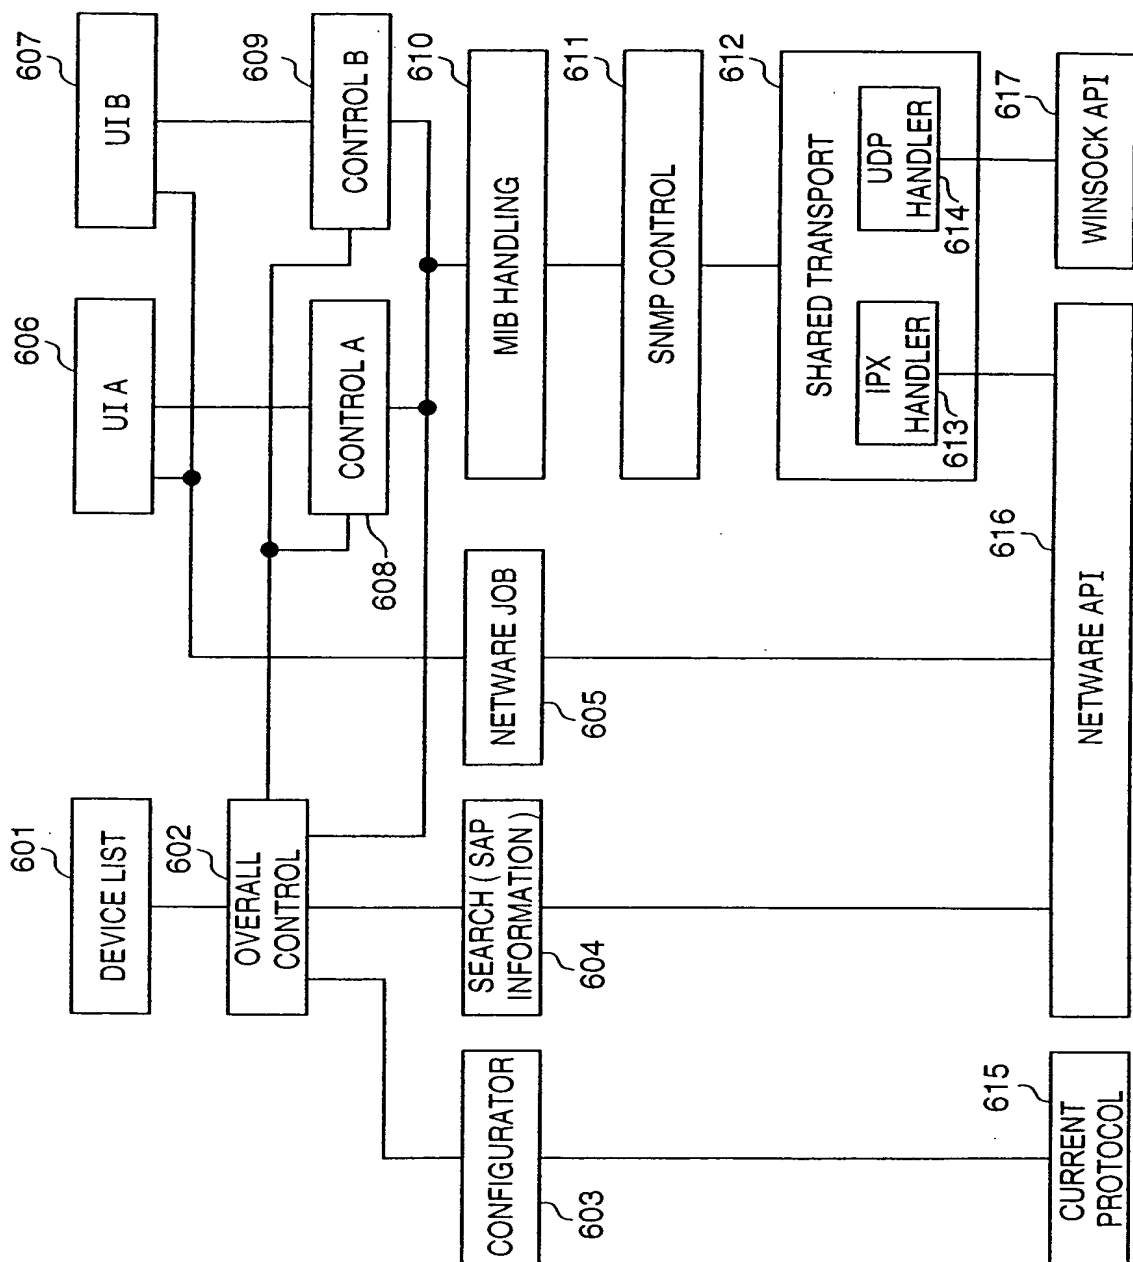 601
DEVICE LIST
606
UI A
607
UI B
602
OVERALL
CONTROL
608
CONTROL A
609
CONTROL B
603
CONFIGURATOR
604
SEARCH ( SAP
INFORMATION )
605
NETWARE JOB
610
MIB HANDLING
611
SNMP CONTROL
612
SHARED TRANSPORT
613
IPX
HANDLER
614
UDP
HANDLER
615
CURRENT
PROTOCOL
616
NETWARE API
617
WINSOCK API